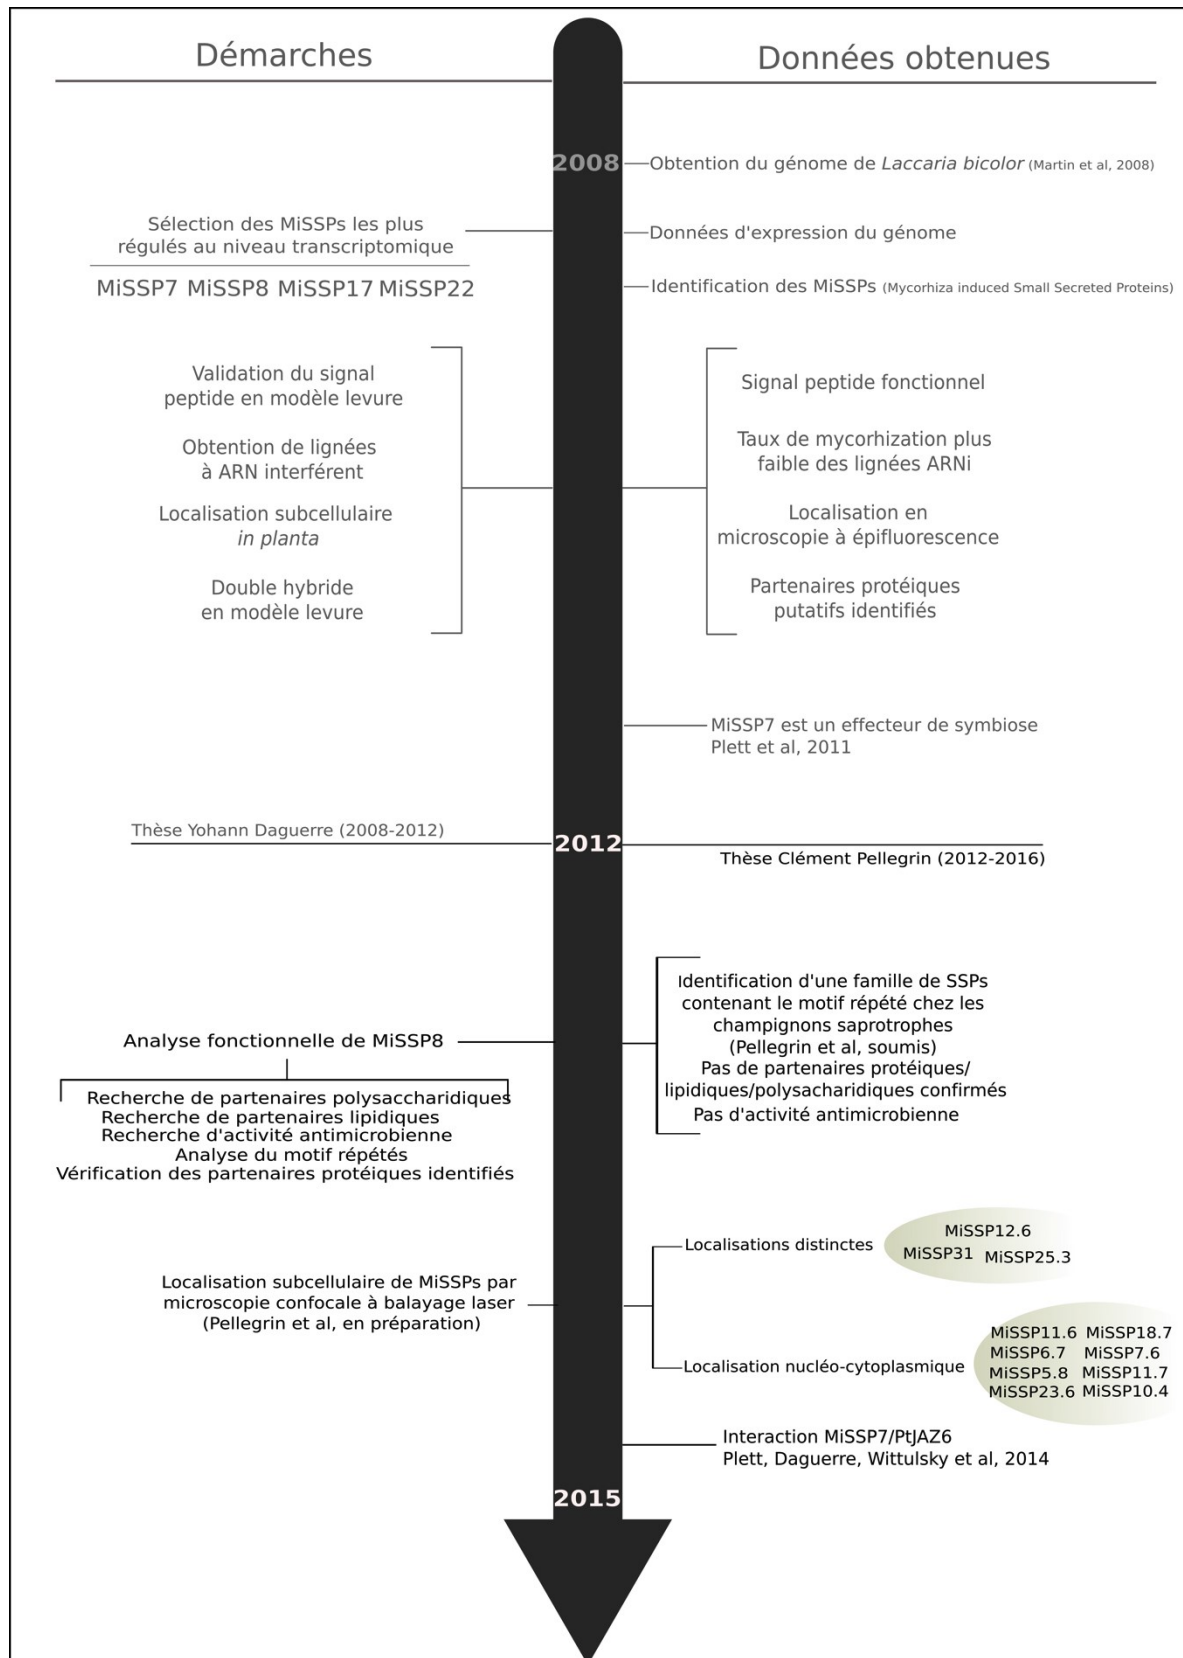 Démarches
Données obtenues
2008
Obtention du génome de Laccaria bicolor (Martin et al, 2008)
Sélection des MiSSPs les plus
régulés au niveau transcriptomique
Données d'expression du génome
MiSSP7 MiSSP8 MiSSP17 MiSSP22
Identification des MiSSPs (Mycorhiza induced Small Secreted Proteins)
Validation du signal
peptide en modèle levure
Obtention de lignées
à ARN interférent
Localisation subcellulaire
in planta
Double hybride
en modèle levure
Signal peptide fonctionnel
Taux de mycorhization plus
faible des lignées ARNi
Localisation en
microscopie à épifluorescence
Partenaires protéiques
putatifs identifiés
MiSSP7 est un effecteur de symbiose
Plett et al, 2011
Thèse Yohann Daguerre (2008-2012)
2012
Thèse Clément Pellegrin (2012-2016)
Analyse fonctionnelle de MiSSP8
Recherche de partenaires polysaccharidiques
Recherche de partenaires lipidiques
Recherche d'activité antimicrobienne
Analyse du motif répétés
Vérification des partenaires protéiques identifiés
Identification d'une famille de SSPs
contenant le motif répété chez les
champignons saprotrophes
(Pellegrin et al, soumis)
Pas de partenaires protéiques/
lipidiques/polysacharidiques confirmés
Pas d'activité antimicrobienne
Localisation subcellulaire de MiSSPs par
microscopie confocale à balayage laser
(Pellegrin et al, en préparation)
Localisations distinctes
MiSSP12.6
MiSSP31 MiSSP25.3
Localisation nucléo-cytoplasmique
MiSSP11.6 MiSSP18.7
MiSSP6.7 MiSSP7.6
MiSSP5.8 MiSSP11.7
MiSSP23.6 MiSSP10.4
Interaction MiSSP7/PtJAZ6
Plett, Daguerre, Wittulsky et al, 2014
2015